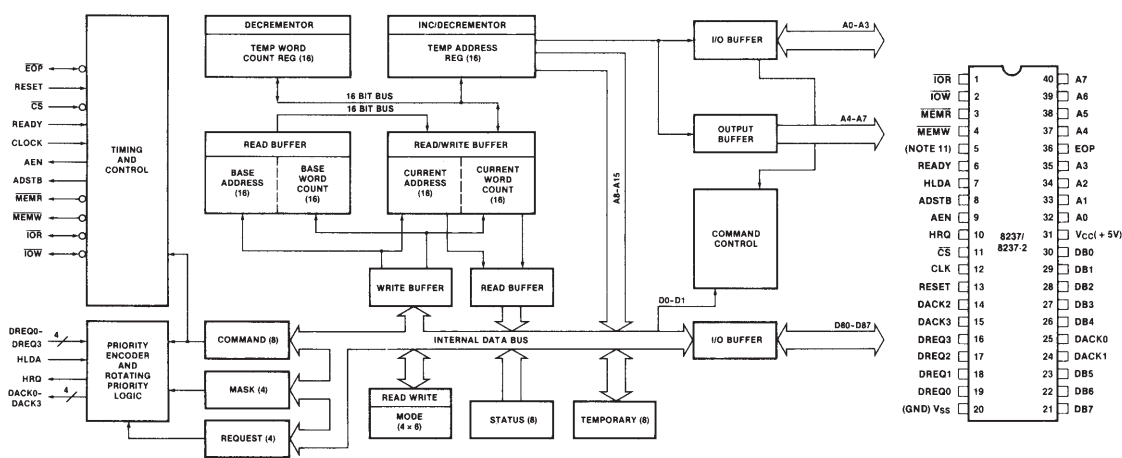 EOP
RESET
CS
READY
CLOCK
AEN
ADSTB
MEMR
MEMW
IOR
IOW
TIMING
AND
CONTROL
DREQ0-
DREQ3
4
HLDA
HRQ
DACK0-
DACK3
4
PRIORITY
ENCODER
AND
ROTATING
PRIORITY
LOGIC
DECREMENTOR
TEMP WORD
COUNT REG (16)
INC/DECREMENTOR
TEMP ADDRESS
REG (16)
16 BIT BUS
16 BIT BUS
READ BUFFER
BASE
ADDRESS
(16)
BASE
WORD
COUNT
(16)
READ/WRITE BUFFER
CURRENT
ADDRESS
(16)
CURRENT
WORD
COUNT
(16)
WRITE BUFFER
READ BUFFER
A8-A15
COMMAND (8)
MASK (4)
REQUEST (4)
INTERNAL DATA BUS
READ WRITE
MODE
(4 × 6)
STATUS (8)
TEMPORARY (8)
I/O BUFFER
A0-A3
OUTPUT
BUFFER
A4-A7
COMMAND
CONTROL
D0-D1
I/O BUFFER
DB0-DB7
IOR 1 40 A7
IOW 2 39 A6
MEMR 3 38 A5
MEMW 4 37 A4
(NOTE 11) 5 36 EOP
READY 6 35 A3
HLDA 7 34 A2
ADSTB 8 33 A1
AEN 9 32 A0
HRQ 10 31 VCC(+5V)
8237/
8237-2
CS 11 30 DB0
CLK 12 29 DB1
RESET 13 28 DB2
DACK2 14 27 DB3
DACK3 15 26 DB4
DREQ3 16 25 DACK0
DREQ2 17 24 DACK1
DREQ1 18 23 DB5
DREQ0 19 22 DB6
(GND) VSS 20 21 DB7